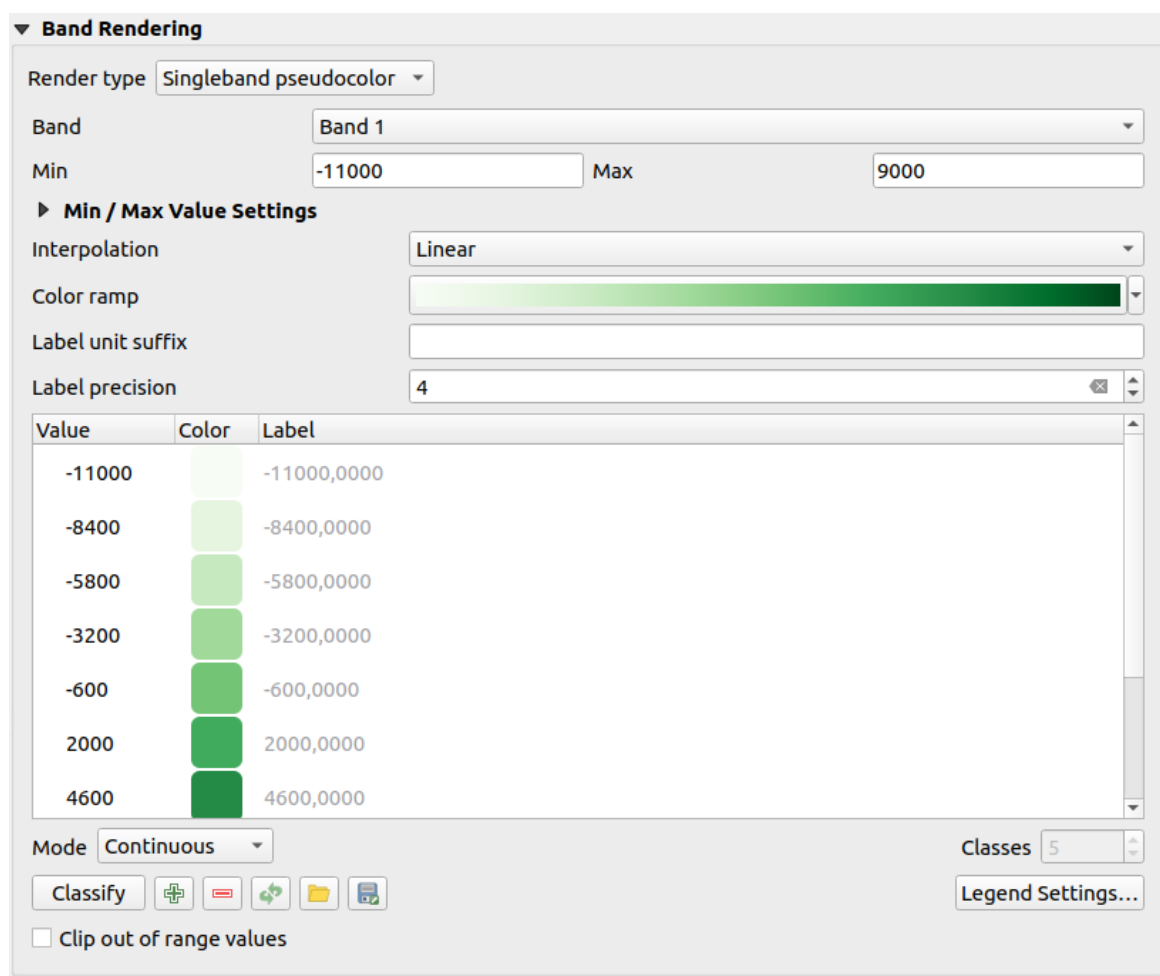 Band Rendering
Render type Singleband pseudocolor
Band Band 1
Min -11000 Max 9000
Min / Max Value Settings
Interpolation Linear
Color ramp
Label unit suffix
Label precision 4
Value Color Label
-11000 -11000,0000
-8400 -8400,0000
-5800 -5800,0000
-3200 -3200,0000
-600 -600,0000
2000 2000,0000
4600 4600,0000
Mode Continuous Classes 5
Classify Legend Settings...
Clip out of range values